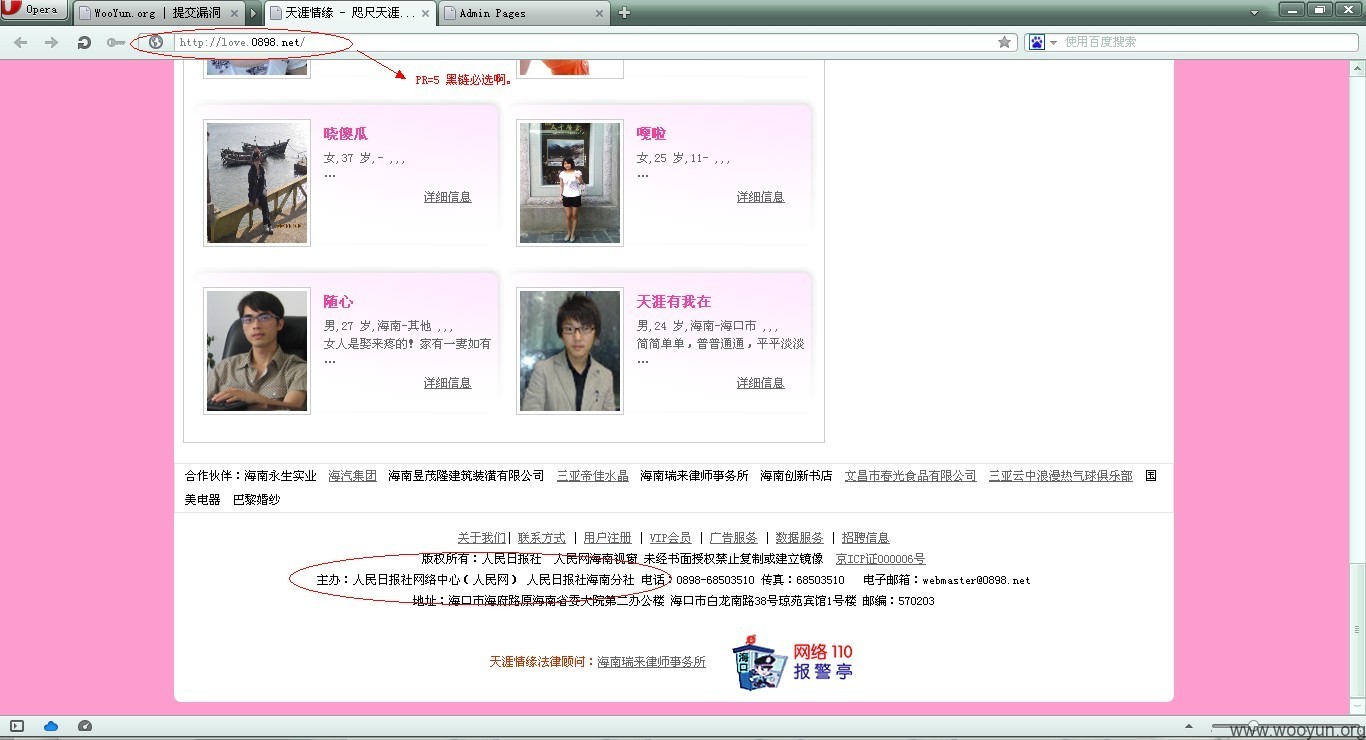 Opera
WooYun.org | 提交漏洞
天涯情缘 - 咫尺天涯...
Admin Pages
http://love.0898.net/
使用百度搜索
PR=5 黑链必选啊。
晓傻瓜
女,37 岁,- ,,,
...
详细信息
嘎啦
女,25 岁,11- ,,,
...
详细信息
随心
男,27 岁,海南-其他 ,,,
女人是娶来疼的! 家有一妻如有
...
详细信息
天涯有我在
男,24 岁,海南-海口市 ,,,
简简单单，普普通通，平平淡淡
...
详细信息
合作伙伴：海南永生实业 海汽集团 海南昱茂隆建筑装潢有限公司 三亚帝佳水晶 海南瑞来律师事务所 海南创新书店 文昌市春光食品有限公司 三亚云中浪漫热气球俱乐部 国
美电器 巴黎婚纱
关于我们| 联系方式 | 用户注册 | VIP会员 | 广告服务 | 数据服务 | 招聘信息
版权所有：人民日报社 人民网海南视窗 未经书面授权禁止复制或建立镜像 京ICP证000006号
主办：人民日报社网络中心（人民网） 人民日报社海南分社 电话：0898-68503510 传真：68503510 电子邮箱：webmaster@0898.net
地址：海口市海府路原海南省委大院第二办公楼 海口市白龙南路38号琼苑宾馆1号楼 邮编：570203
天涯情缘法律顾问：海南瑞来律师事务所
海口
网络 110
报警亭
www.wooyun.org